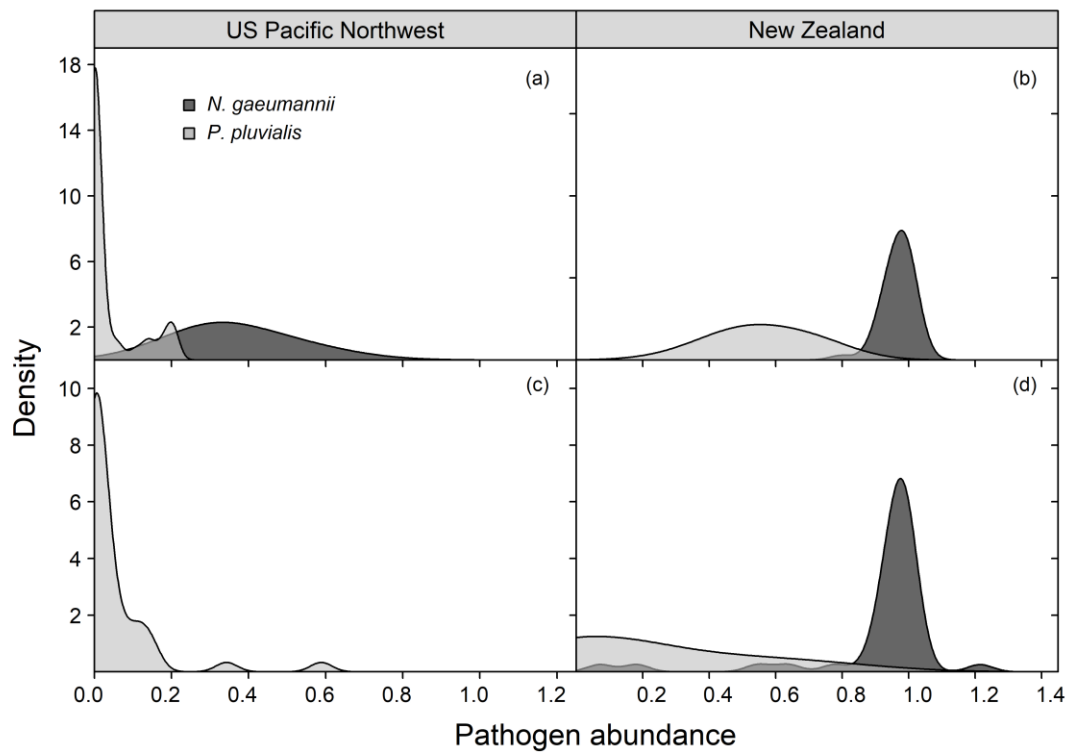 US Pacific Northwest
New Zealand
18
14
10
6
2
(a)
N. gaeumannii
P. pluvialis
(b)
Density
10
8
6
4
2
(c)
(d)
0.0 0.2 0.4 0.6 0.8 1.0 1.2
0.2 0.4 0.6 0.8 1.0 1.2 1.4
Pathogen abundance